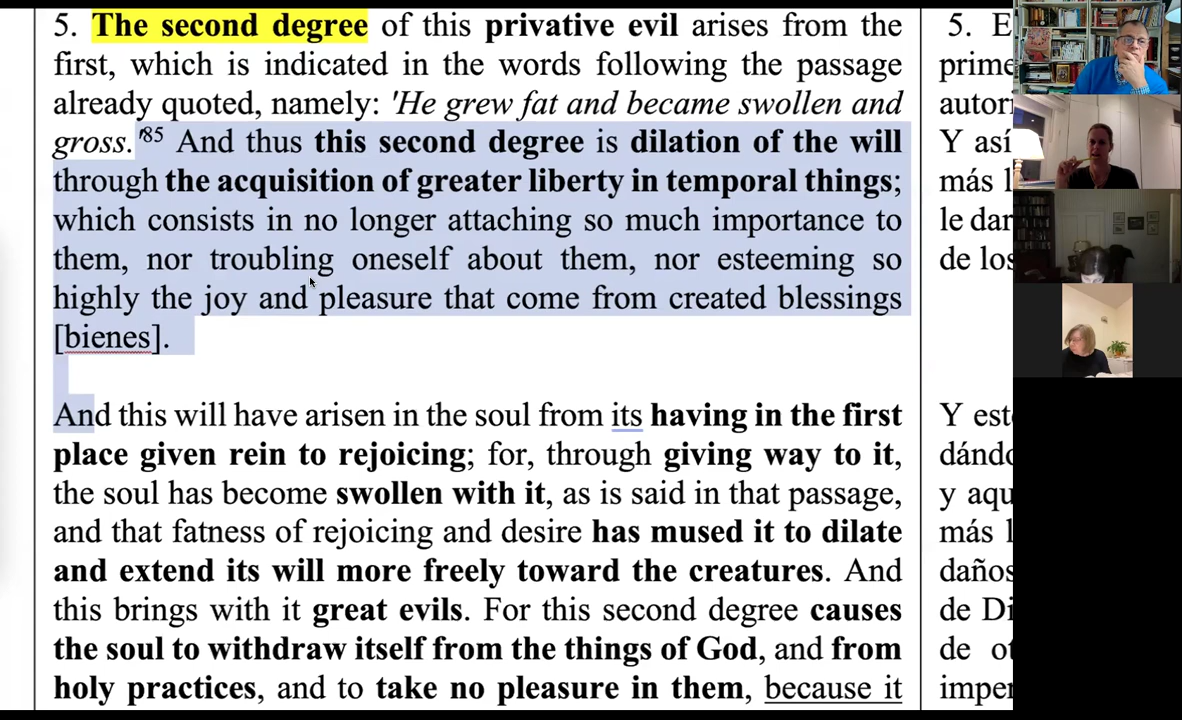 5. The second degree of this privative evil arises from the
first, which is indicated in the words following the passage
already quoted, namely: 'He grew fat and became swollen and
gross.'85 And thus this second degree is dilation of the will
through the acquisition of greater liberty in temporal things;
which consists in no longer attaching so much importance to
them, nor troubling oneself about them, nor esteeming so
highly the joy and pleasure that come from created blessings
[bienes].
And this will have arisen in the soul from its having in the first
place given rein to rejoicing; for, through giving way to it,
the soul has become swollen with it, as is said in that passage,
and that fatness of rejoicing and desire has mused it to dilate
and extend its will more freely toward the creatures. And
this brings with it great evils. For this second degree causes
the soul to withdraw itself from the things of God, and from
holy practices, and to take no pleasure in them, because it
5. E
prime
autori
Y así
más l
le dar
de los
Y est
dándo
y aqu
más l
daños
de Di
de ot
imper